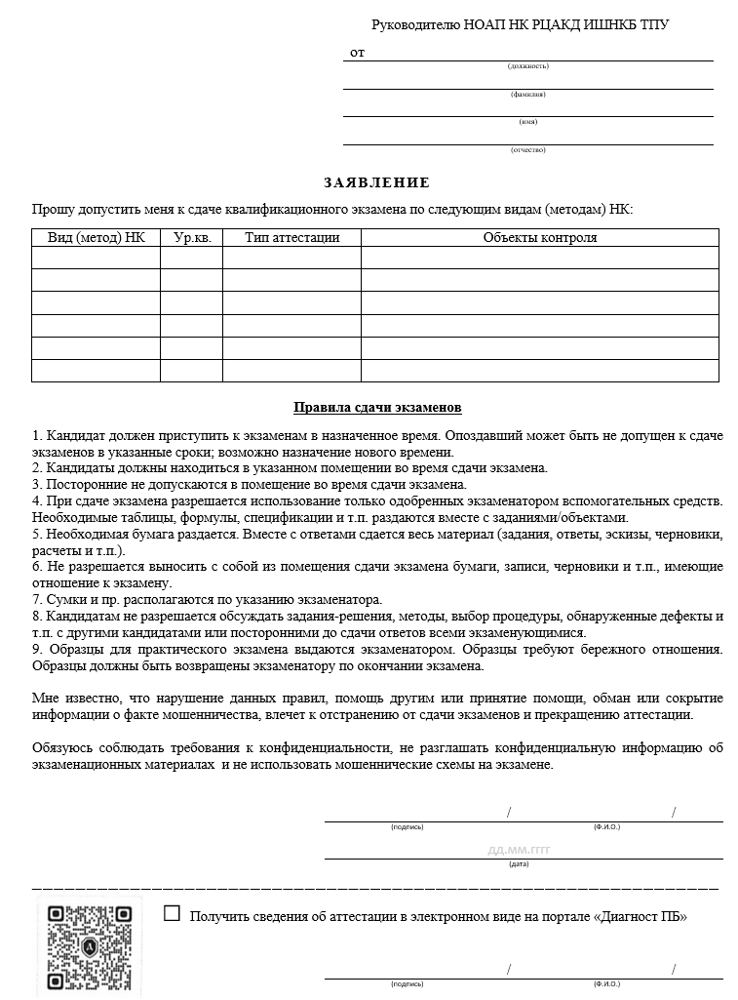 Руководителю НОАП НК РЦАКД ИШНКБ ТПУ
от
(должность)
(фамилия)
(имя)
(отчество)
ЗАЯВЛЕНИЕ
Прошу допустить меня к сдаче квалификационного экзамена по следующим видам (методам) НК:
Вид (метод) НК Ур.кв. Тип аттестации Объекты контроля
Правила сдачи экзаменов
1. Кандидат должен приступить к экзаменам в назначенное время. Опоздавший может быть не допущен к сдаче
экзаменов в указанные сроки; возможно назначение нового времени.
2. Кандидаты должны находиться в указанном помещении во время сдачи экзамена.
3. Посторонние не допускаются в помещение во время сдачи экзамена.
4. При сдаче экзамена разрешается использование только одобренных экзаменатором вспомогательных средств.
Необходимые таблицы, формулы, спецификации и т.п. раздаются вместе с заданиями/объектами.
5. Необходимая бумага раздается. Вместе с ответами сдается весь материал (задания, ответы, эскизы, черновики,
расчеты и т.п.).
6. Не разрешается выносить с собой из помещения сдачи экзамена бумаги, записи, черновики и т.п., имеющие
отношение к экзамену.
7. Сумки и пр. располагаются по указанию экзаменатора.
8. Кандидатам не разрешается обсуждать задания-решения, методы, выбор процедуры, обнаруженные дефекты и
т.п. с другими кандидатами или посторонними до сдачи ответов всеми экзаменующимися.
9. Образцы для практического экзамена выдаются экзаменатором. Образцы требуют бережного отношения.
Образцы должны быть возвращены экзаменатору по окончании экзамена.
Мне известно, что нарушение данных правил, помощь другим или принятие помощи, обман или сокрытие
информации о факте мошенничества, влечет к отстранению от сдачи экзаменов и прекращению аттестации.
Обязуюсь соблюдать требования к конфиденциальности, не разглашать конфиденциальную информацию об
экзаменационных материалах и не использовать мошеннические схемы на экзамене.
/ /
(подпись) (Ф.И.О.)
ДД.ММ.ГГГГ
(дата)
Получить сведения об аттестации в электронном виде на портале «Диагност ПБ»
/ /
(подпись) (Ф.И.О.)